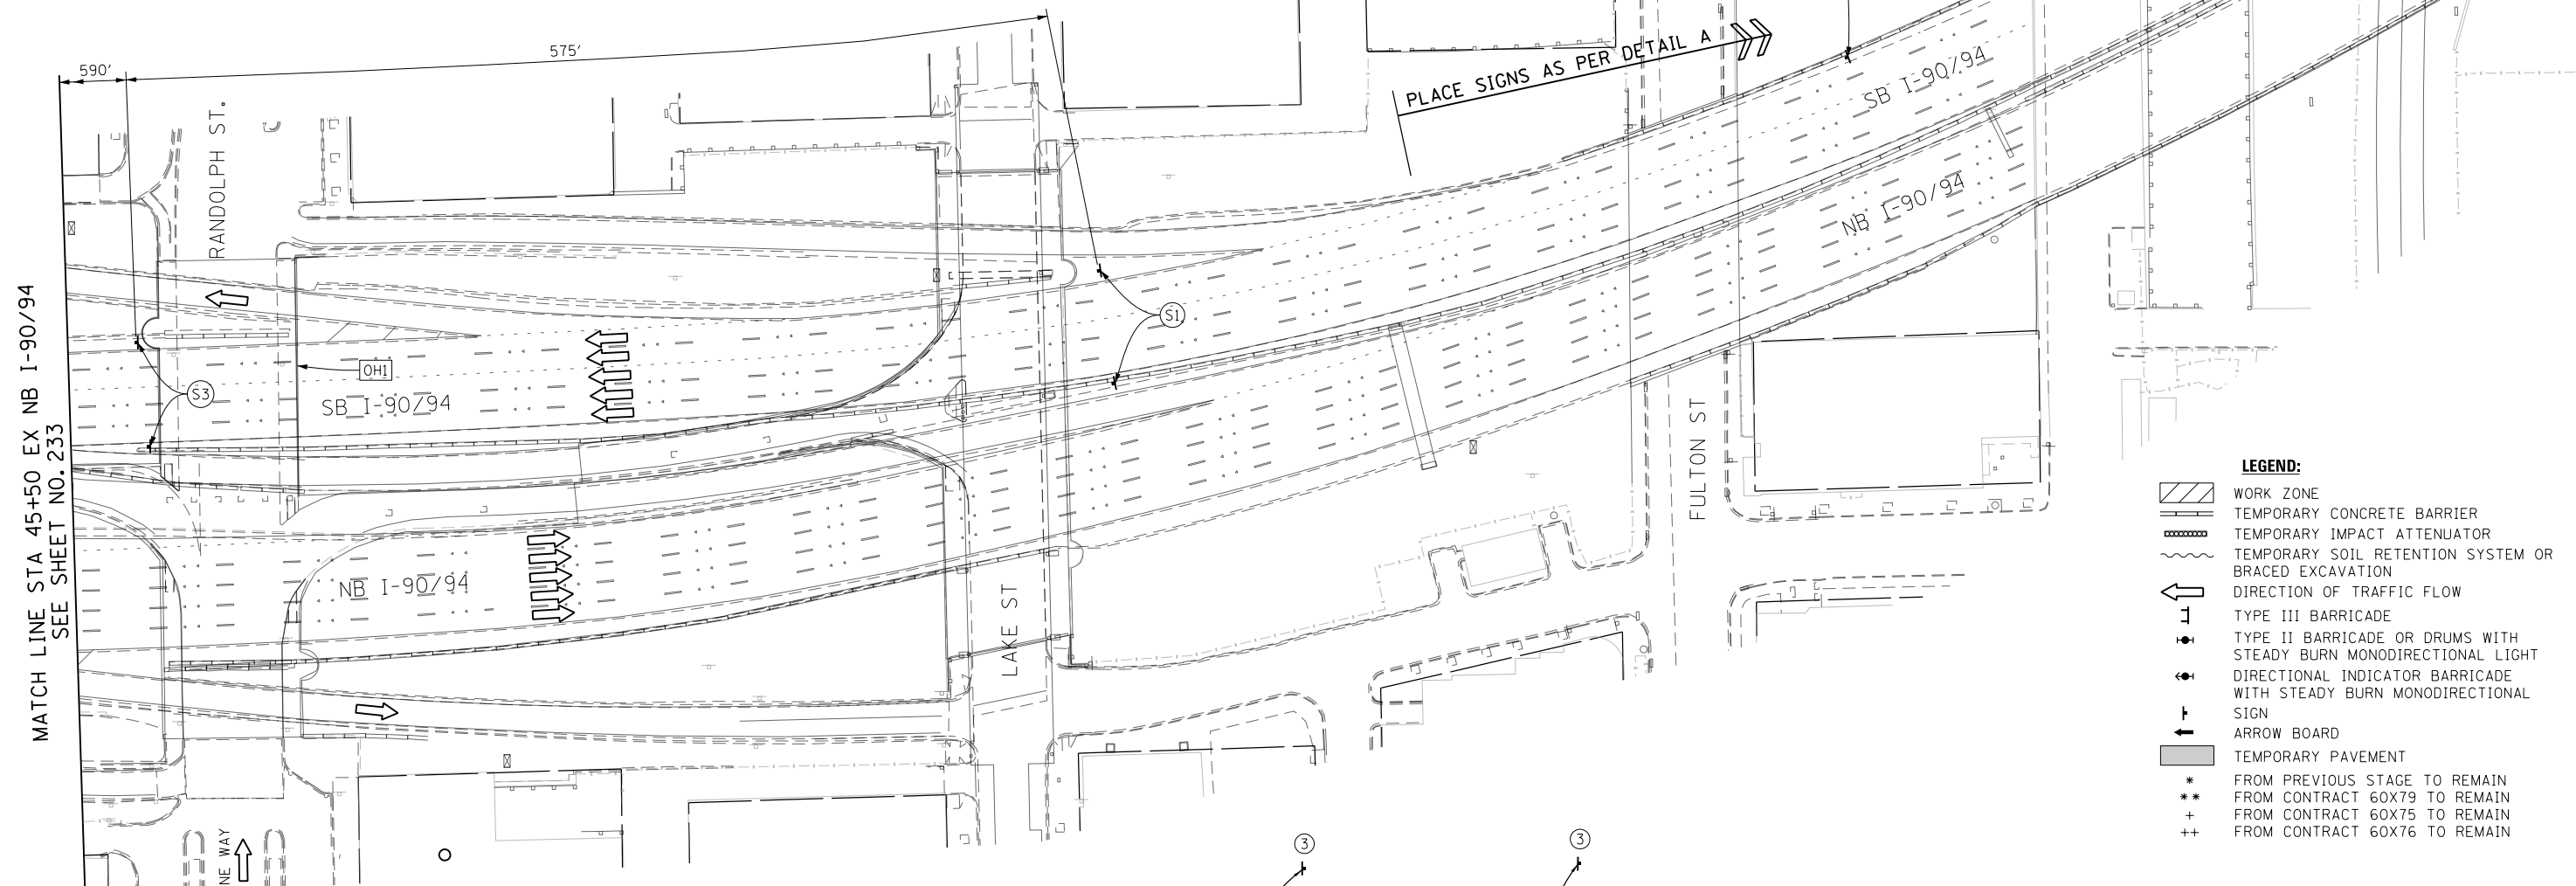 590'
575'
PLACE SIGNS AS PER DETAIL A
SB I-90/94
NB I-90/94
RANDOLPH ST.
S1
OH1
S3
SB I-90/94
MATCH LINE STA 45+50 EX NB I-90/94
SEE SHEET NO. 233
NB I-90/94
LAKE ST
FULTON ST
NE WAY
3
3
LEGEND:
WORK ZONE
TEMPORARY CONCRETE BARRIER
TEMPORARY IMPACT ATTENUATOR
TEMPORARY SOIL RETENTION SYSTEM OR
BRACED EXCAVATION
DIRECTION OF TRAFFIC FLOW
TYPE III BARRICADE
TYPE II BARRICADE OR DRUMS WITH
STEADY BURN MONODIRECTIONAL LIGHT
DIRECTIONAL INDICATOR BARRICADE
WITH STEADY BURN MONODIRECTIONAL
SIGN
ARROW BOARD
TEMPORARY PAVEMENT
* FROM PREVIOUS STAGE TO REMAIN
** FROM CONTRACT 60X79 TO REMAIN
+ FROM CONTRACT 60X75 TO REMAIN
++ FROM CONTRACT 60X76 TO REMAIN